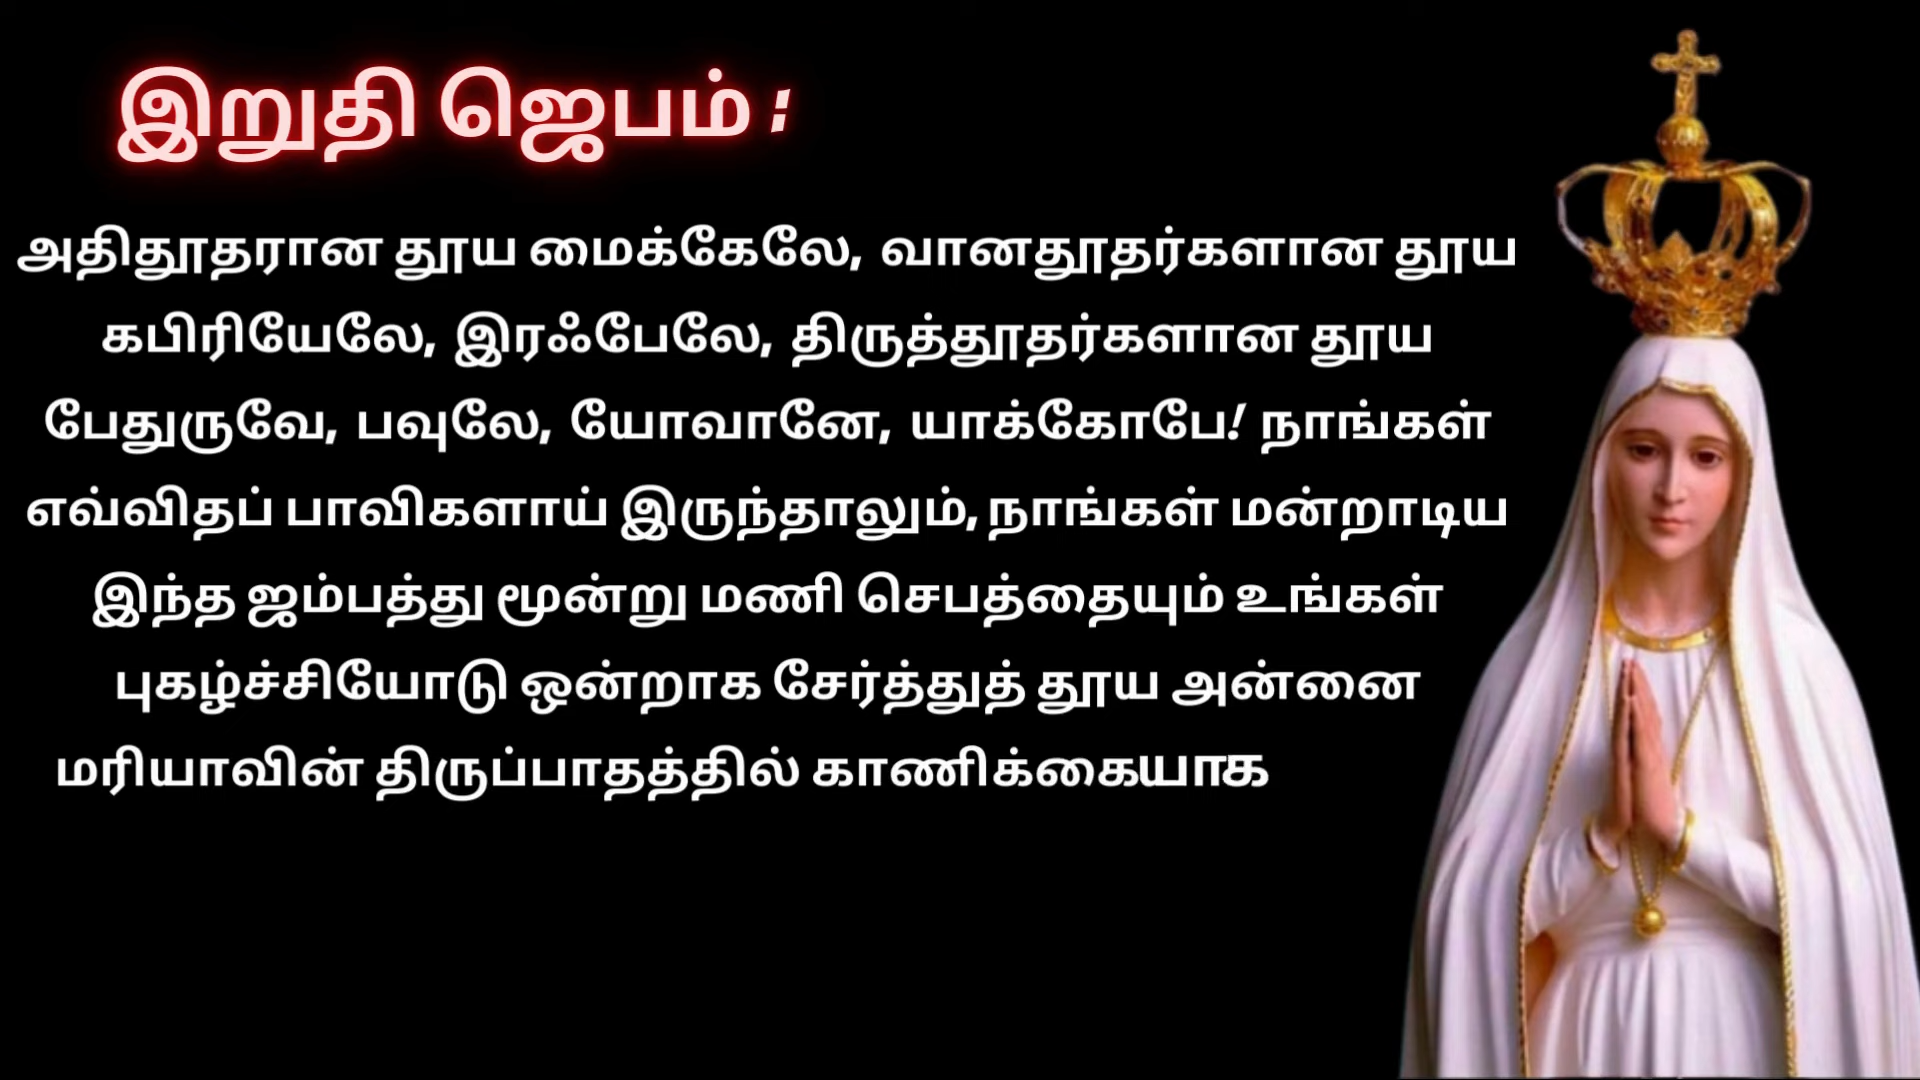 இறுதி ஜெபம் :
அதிதூதரான தூய மைக்கேலே, வானதூதர்களான தூய
கபிரியேலே, இரஃபேலே, திருத்தூதர்களான தூய
பேதுருவே, பவுலே, யோவானே, யாக்கோபே! நாங்கள்
எவ்விதப் பாவிகளாய் இருந்தாலும், நாங்கள் மன்றாடிய
இந்த ஜம்பத்து மூன்று மணி செபத்தையும் உங்கள்
புகழ்ச்சியோடு ஒன்றாக சேர்த்துத் தூய அன்னை
மரியாவின் திருப்பாதத்தில் காணிக்கையாக